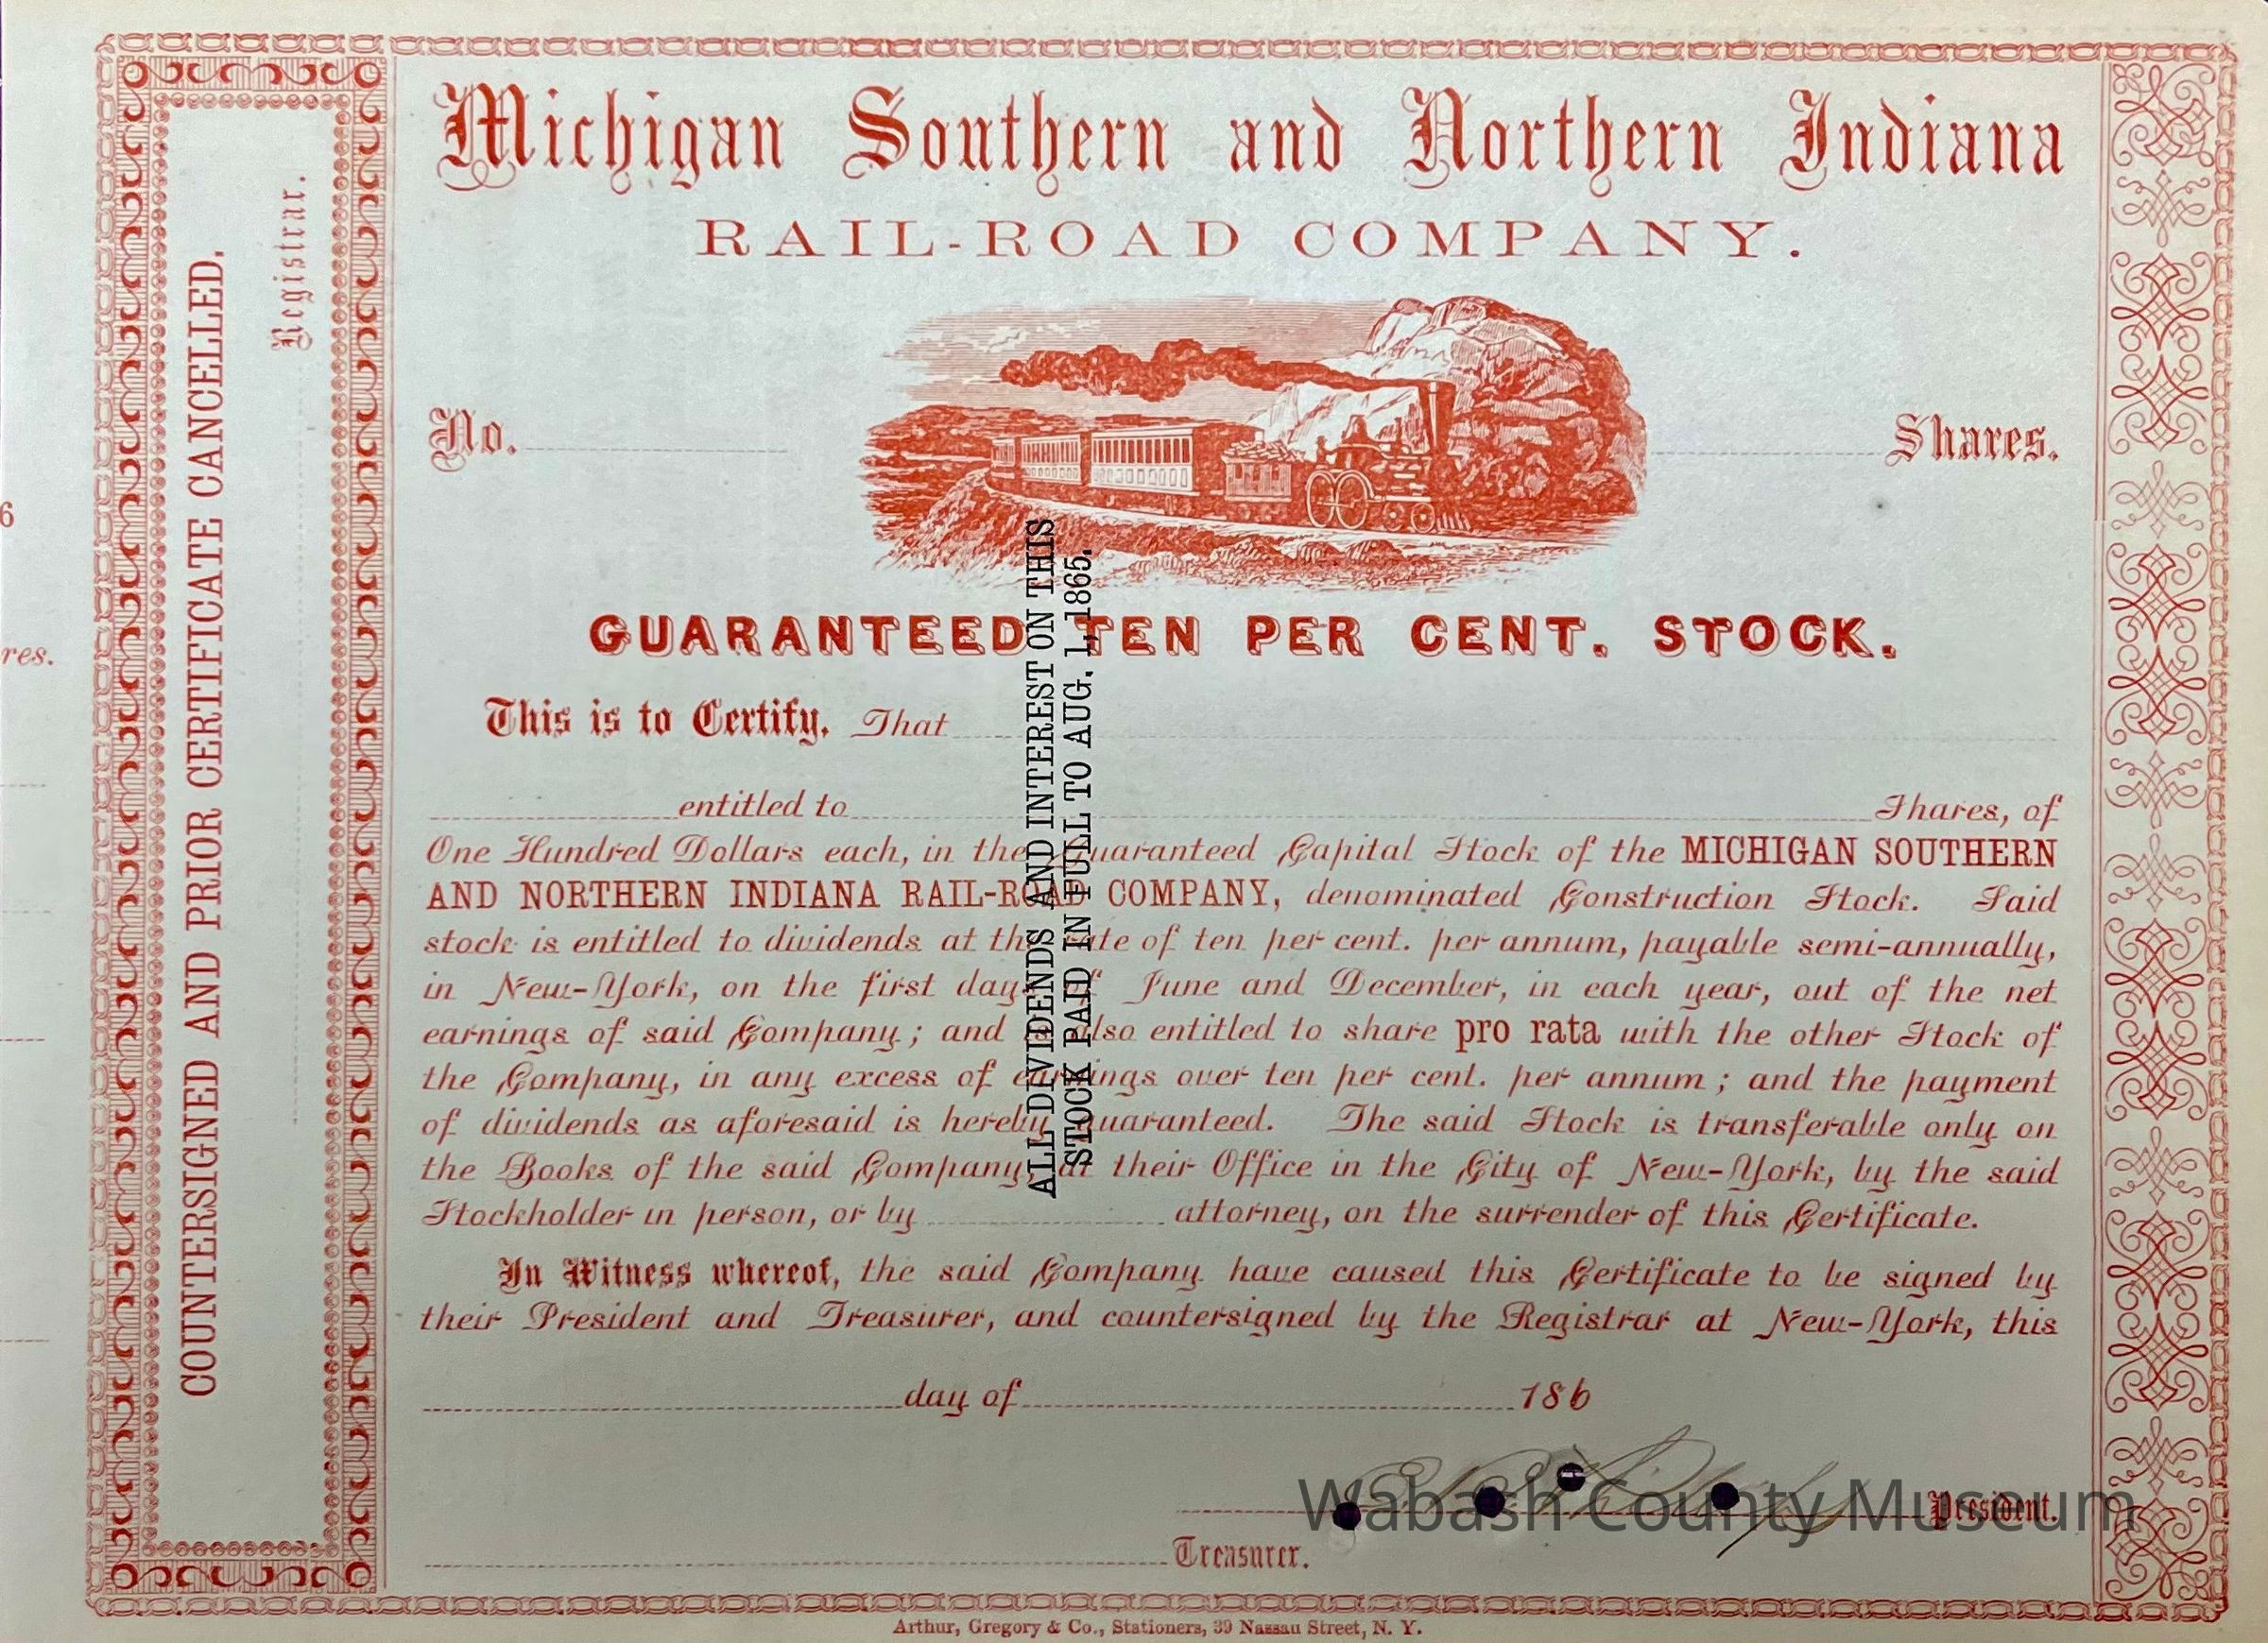 Michigan Southern and Northern Indiana
RAIL-ROAD COMPANY.
No.
Shares.
GUARANTEED TEN PER CENT. STOCK.
This is to Certify, That
entitled to Shares, of
One Hundred Dollars each, in the Guaranteed Capital Stock of the MICHIGAN SOUTHERN
AND NORTHERN INDIANA RAIL-ROAD COMPANY, denominated Construction Stock. Said
stock is entitled to dividends at the rate of ten per cent. per annum, payable semi-annually,
in New-York, on the first days of June and December, in each year, out of the net
earnings of said Company; and is also entitled to share pro rata with the other Stock of
the Company, in any excess of earnings over ten per cent. per annum; and the payment
of dividends as aforesaid is hereby guaranteed. The said Stock is transferable only on
the Books of the said Company, at their Office in the City of New-York, by the said
Stockholder in person, or by attorney, on the surrender of this Certificate.
In Witness whereof, the said Company have caused this Certificate to be signed by
their President and Treasurer, and countersigned by the Registrar at New-York, this
day of 186
President.
Treasurer.
Arthur, Gregory & Co., Stationers, 39 Nassau Street, N. Y.
COUNTERSIGNED AND PRIOR CERTIFICATE CANCELLED.
Registrar.
ALL DIVIDENDS AND INTEREST ON THIS
STOCK PAID IN FULL TO AUG. 1, 1865.
6
res.
Wabash County Museum